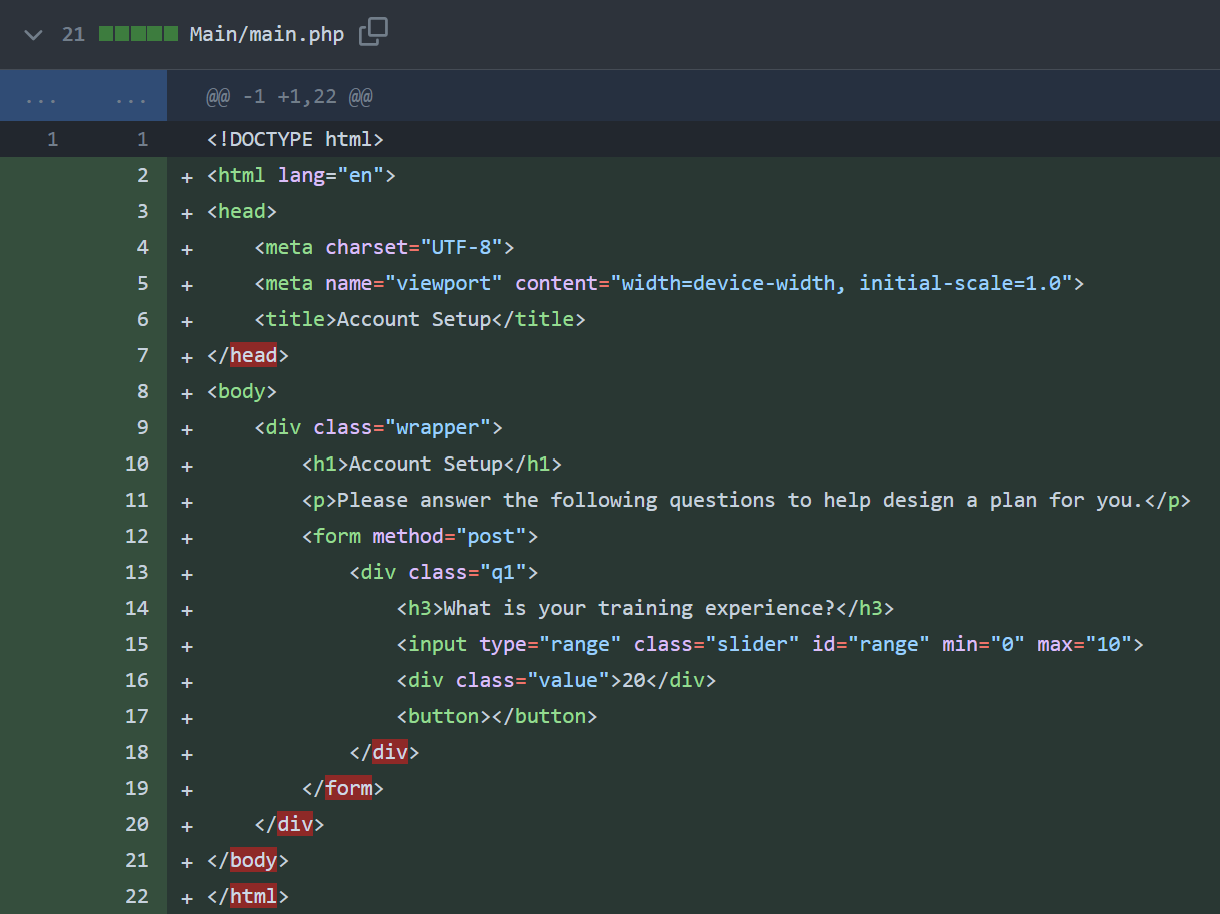 21 Main/main.php
... ... @@ -1 +1,22 @@
1 1 <!DOCTYPE html>
2 + <html lang="en">
3 + <head>
4 +     <meta charset="UTF-8">
5 +     <meta name="viewport" content="width=device-width, initial-scale=1.0">
6 +     <title>Account Setup</title>
7 + </head>
8 + <body>
9 +     <div class="wrapper">
10 +         <h1>Account Setup</h1>
11 +         <p>Please answer the following questions to help design a plan for you.</p>
12 +         <form method="post">
13 +             <div class="q1">
14 +                 <h3>What is your training experience?</h3>
15 +                 <input type="range" class="slider" id="range" min="0" max="10">
16 +                 <div class="value">20</div>
17 +                 <button></button>
18 +             </div>
19 +         </form>
20 +     </div>
21 + </body>
22 + </html>